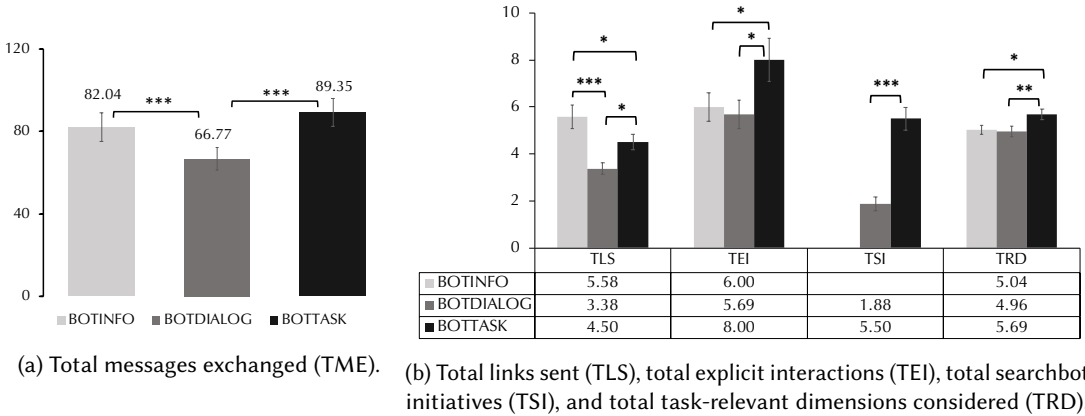 120
80
40
0
82.04
***
66.77
***
89.35
BOTINFO BOTDIALOG BOTTASK
(a) Total messages exchanged (TME).
10
8
6
4
2
0
*
***
*
*
*
***
*
**
TLS TEI TSI TRD
BOTINFO 5.58 6.00 5.04
BOTDIALOG 3.38 5.69 1.88 4.96
BOTTASK 4.50 8.00 5.50 5.69
(b) Total links sent (TLS), total explicit interactions (TEI), total searchbot
initiatives (TSI), and total task-relevant dimensions considered (TRD)